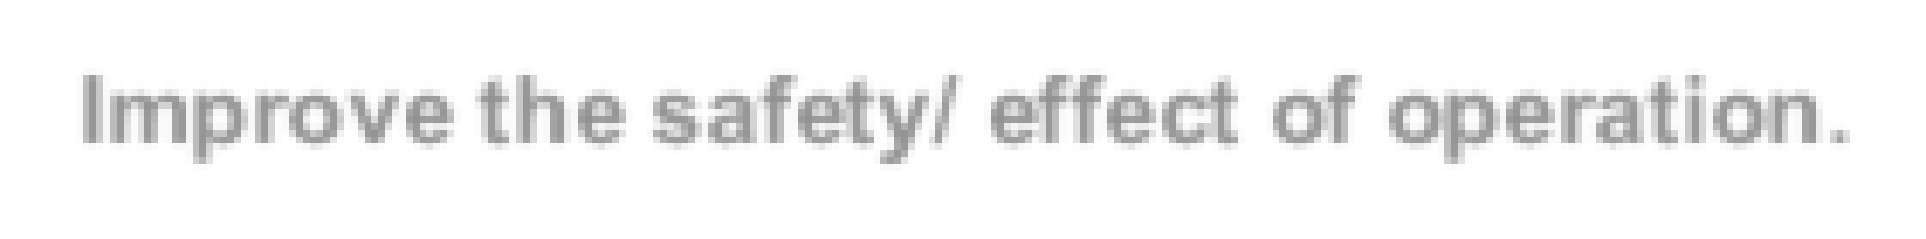 Improve the safety/ effect of operation.